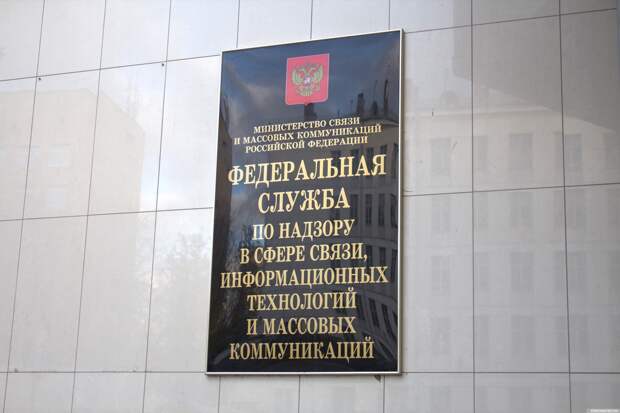 МИНИСТЕРСТВО СВЯЗИ
И МАССОВЫХ КОММУНИКАЦИЙ
РОССИЙСКОЙ ФЕДЕРАЦИИ
ФЕДЕРАЛЬНАЯ
СЛУЖБА
ПО НАДЗОРУ
В СФЕРЕ СВЯЗИ,
ИНФОРМАЦИОННЫХ
ТЕХНОЛОГИЙ
И МАССОВЫХ
КОММУНИКАЦИЙ